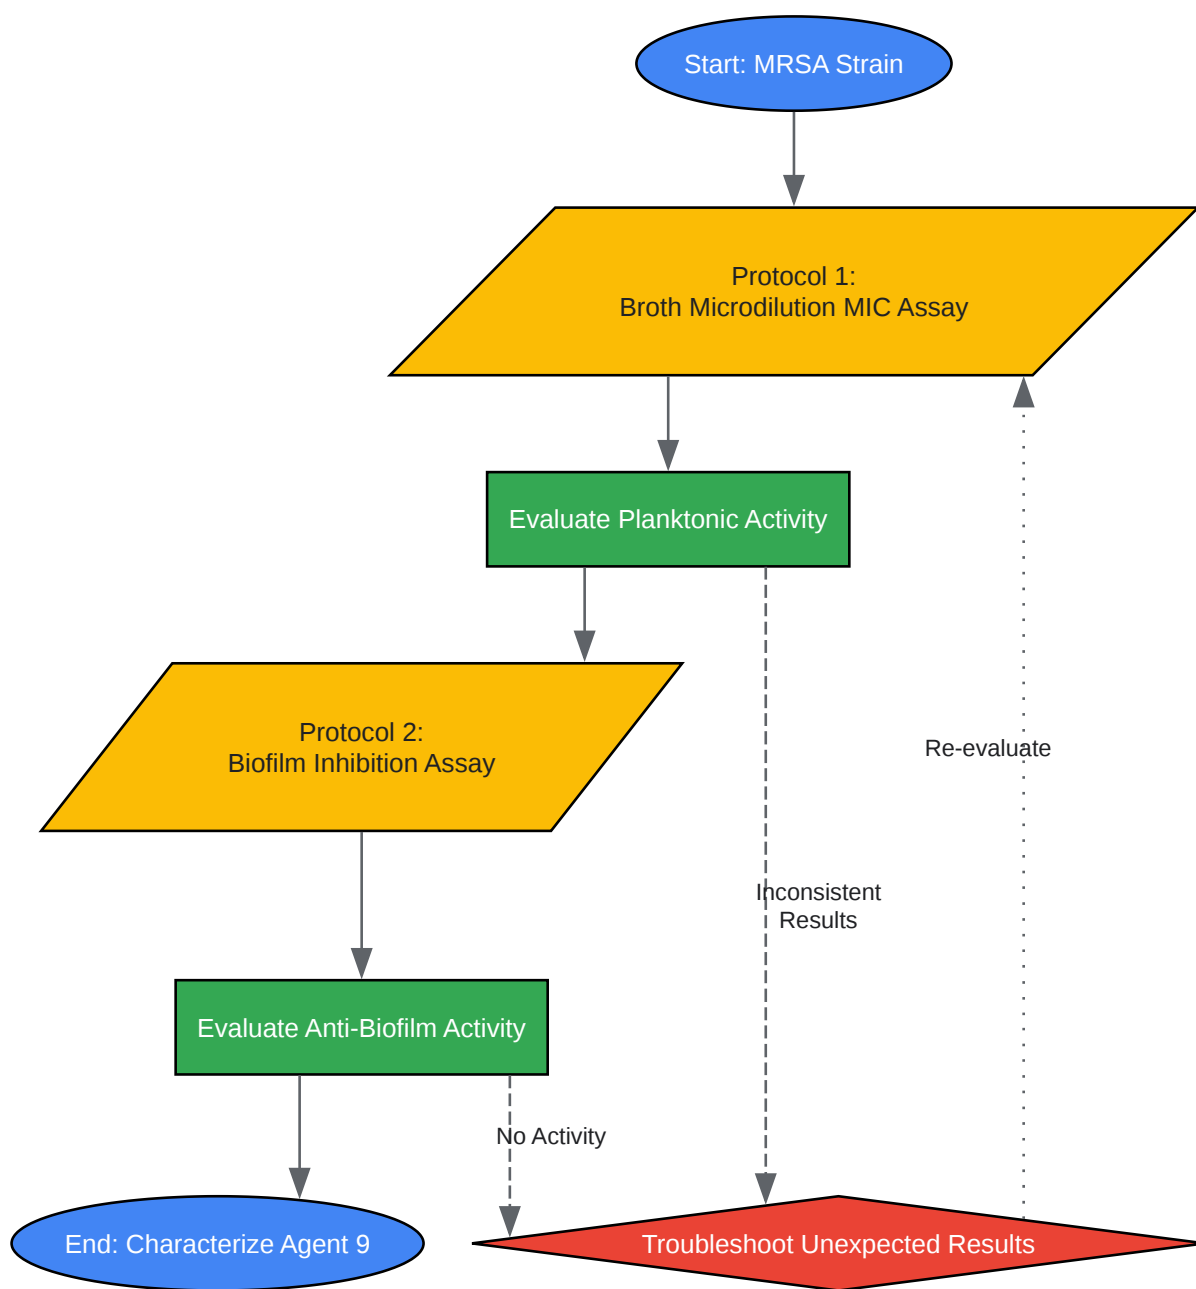 Start: MRSA Strain
Protocol 1:
Broth Microdilution MIC Assay
Evaluate Planktonic Activity
Protocol 2:
Biofilm Inhibition Assay
Re-evaluate
Inconsistent
Results
Evaluate Anti-Biofilm Activity
No Activity
End: Characterize Agent 9
Troubleshoot Unexpected Results